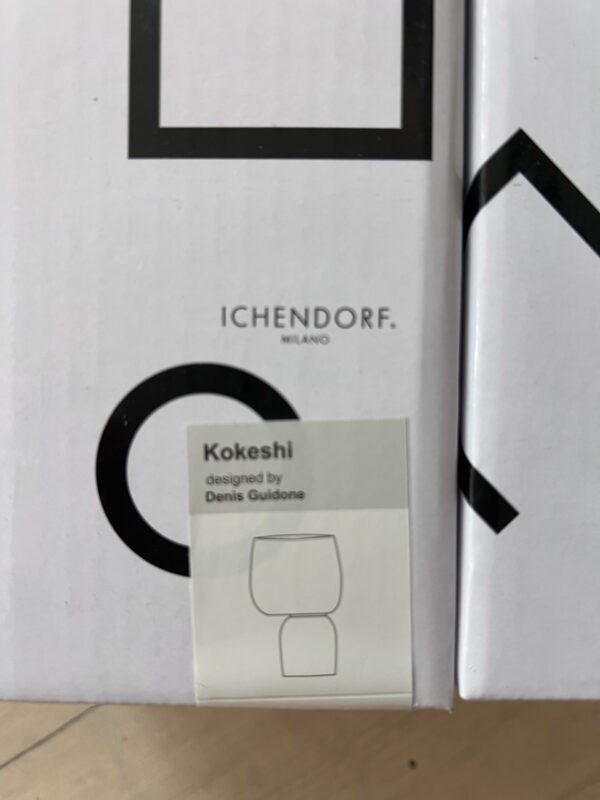 ICHENDORF.
MILANO
Kokeshi
designed by
Denis Guidone